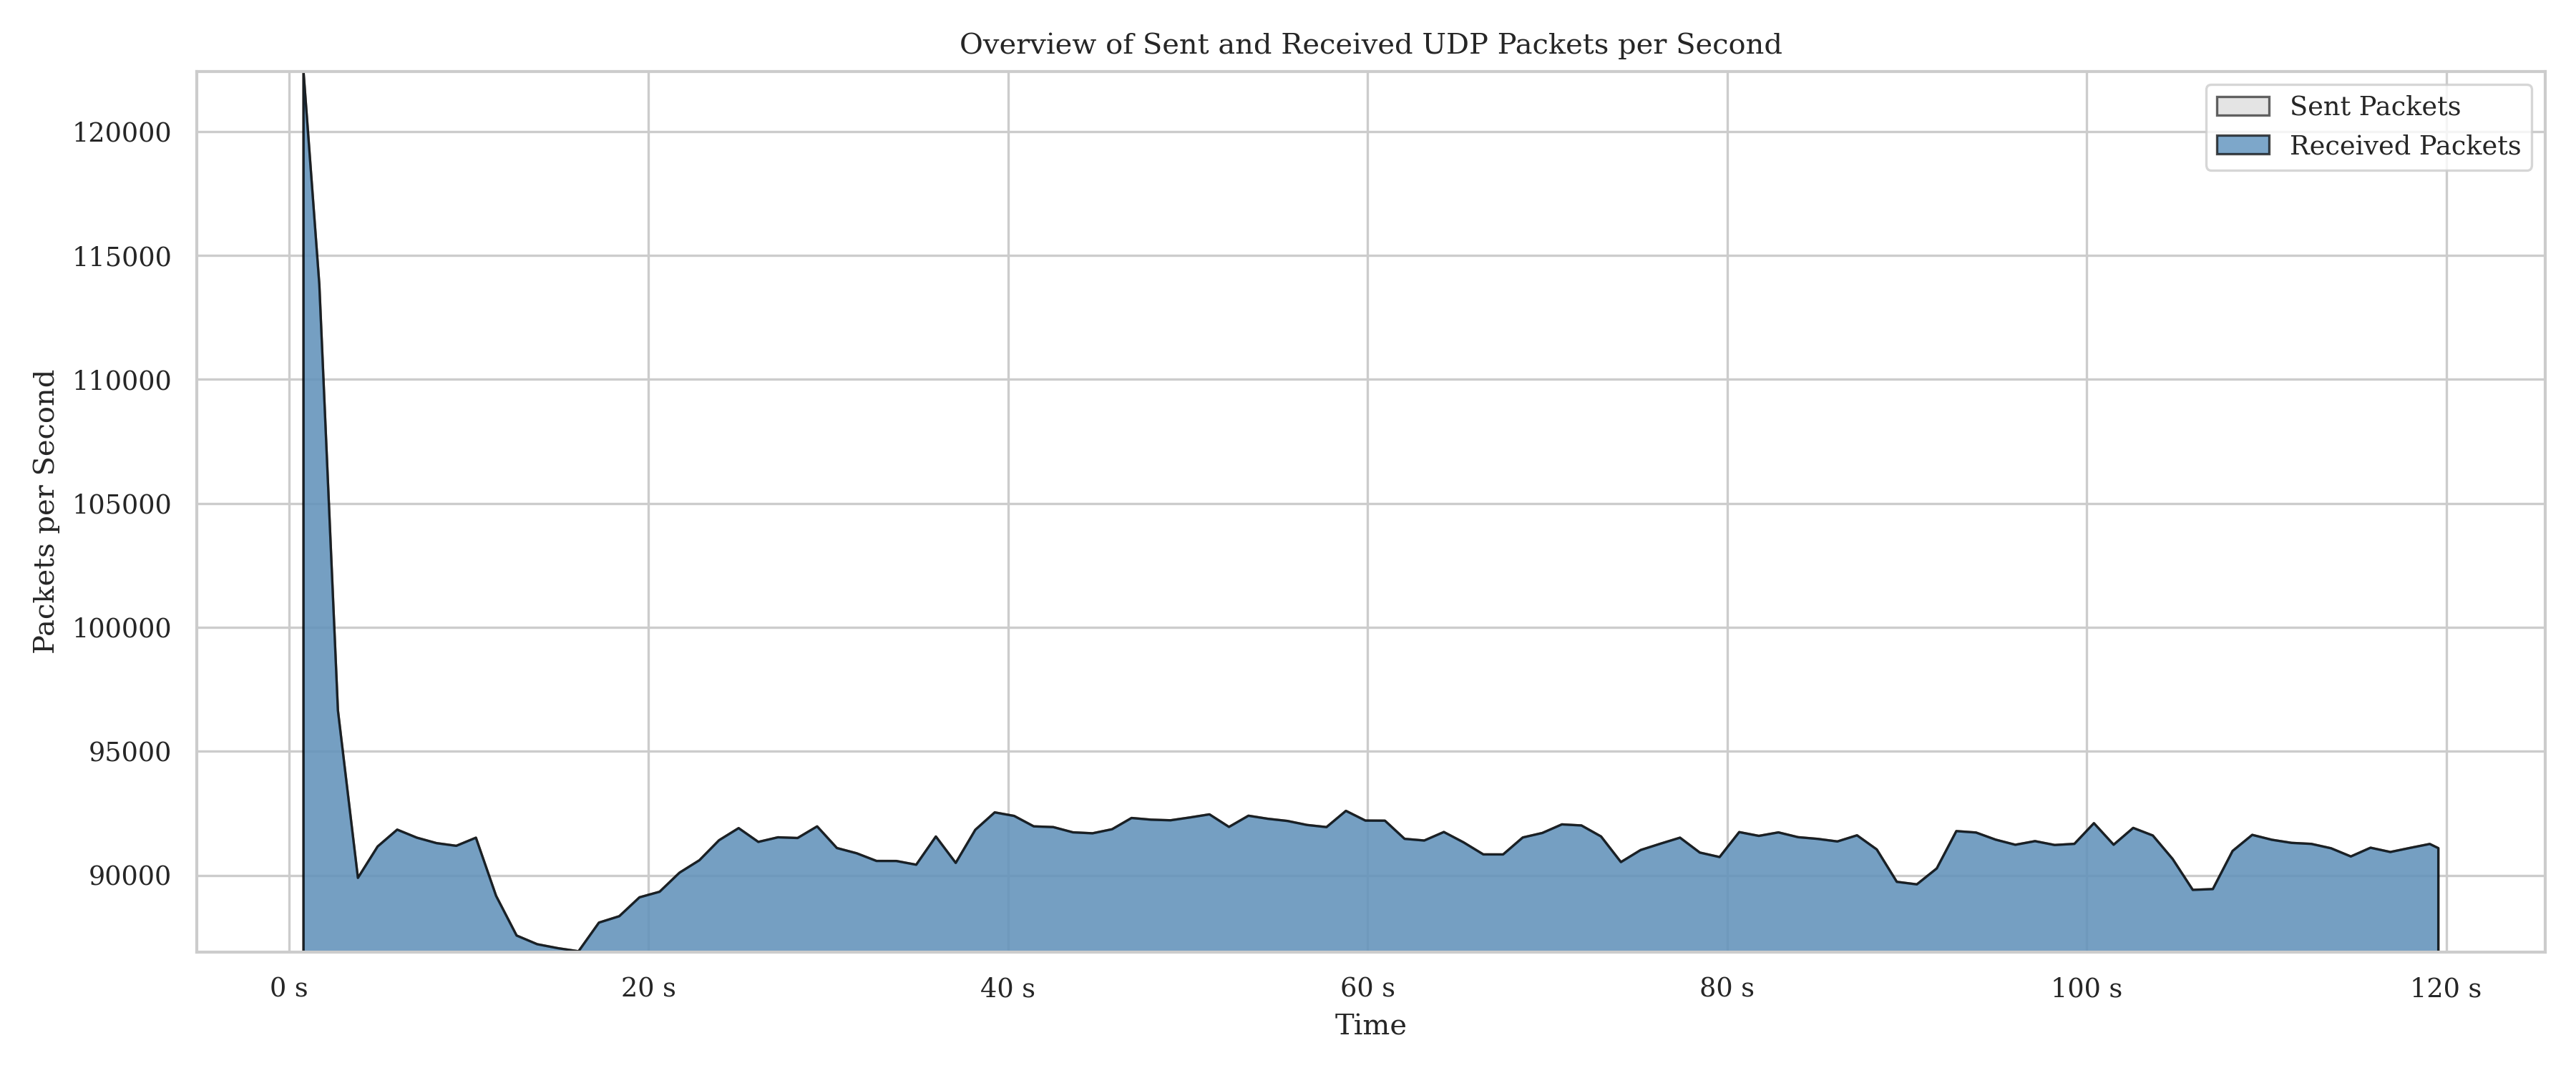 Overview of Sent and Received UDP Packets per Second
Sent Packets
Received Packets
Packets per Second
120000
115000
110000
105000
100000
95000
90000
0 s
20 s
40 s
60 s
80 s
100 s
120 s
Time